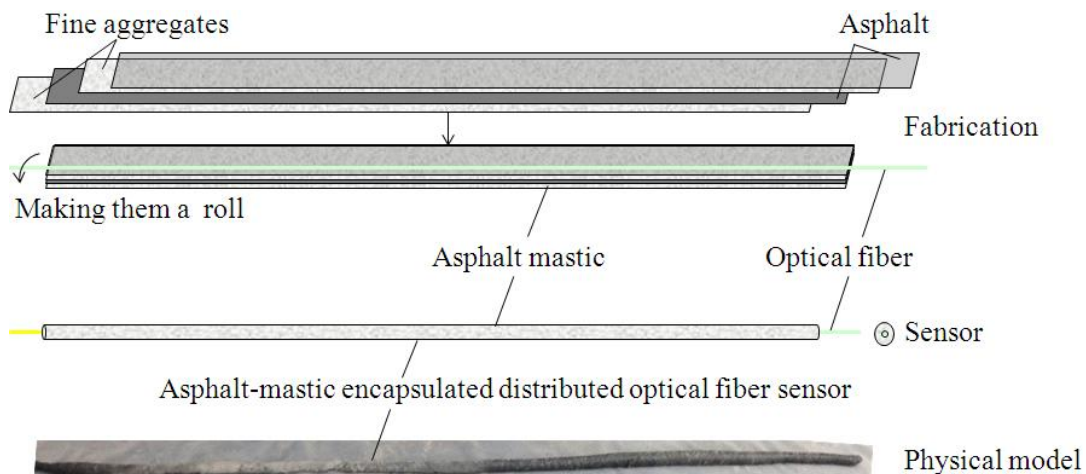 Fine aggregates
Asphalt
Fabrication
Making them a roll
Asphalt mastic
Optical fiber
Sensor
Asphalt-mastic encapsulated distributed optical fiber sensor
Physical model